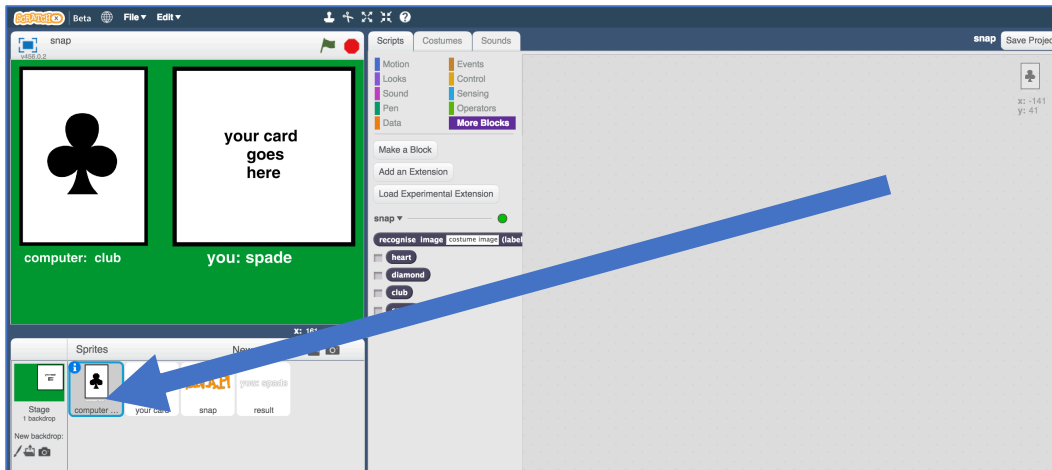 SCRATCHX Beta File Edit
snap
v456.0.2
your card
goes
here
computer: club
you: spade
Sprites
computer ...
your card
snap
result
you: spade
Stage
1 backdrop
New backdrop:
Scripts Costumes Sounds
Motion Events
Looks Control
Sound Sensing
Pen Operators
Data More Blocks
Make a Block
Add an Extension
Load Experimental Extension
snap
recognise image costume image (label
heart
diamond
club
snap Save Projec
x: -141
y: 41